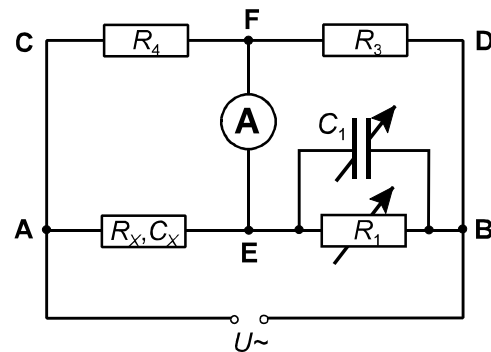 F
C R₄ R₃ D
A
C₁
A Rₓ, Cₓ E R₁ B
U~